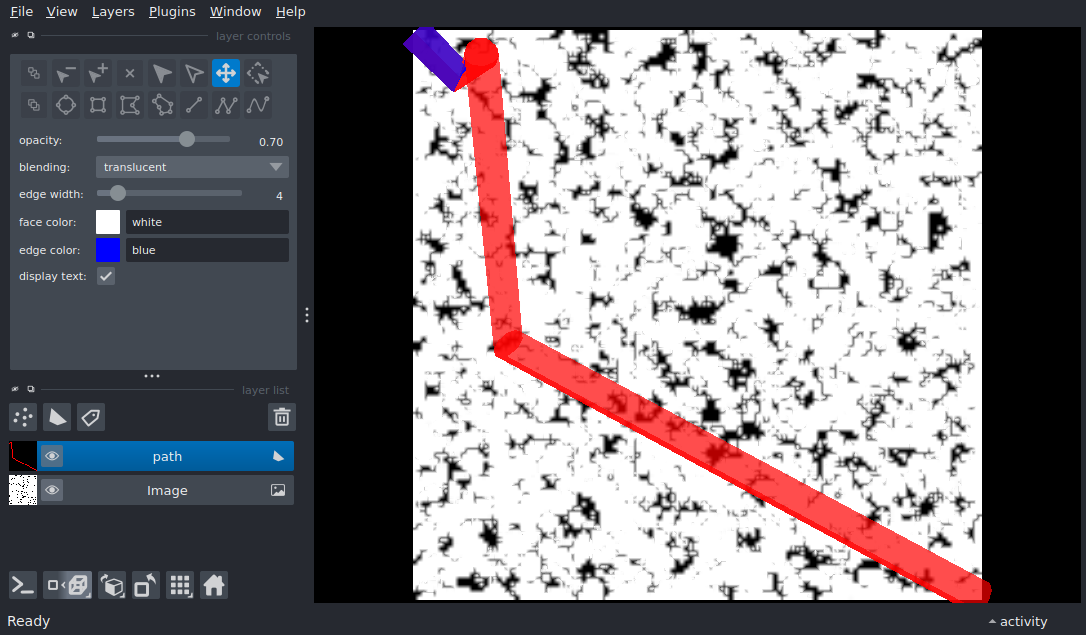 File View Layers Plugins Window Help
layer controls
opacity: 0.70
blending: translucent
edge width: 4
face color: white
edge color: blue
display text:
layer list
path
Image
Ready
activity